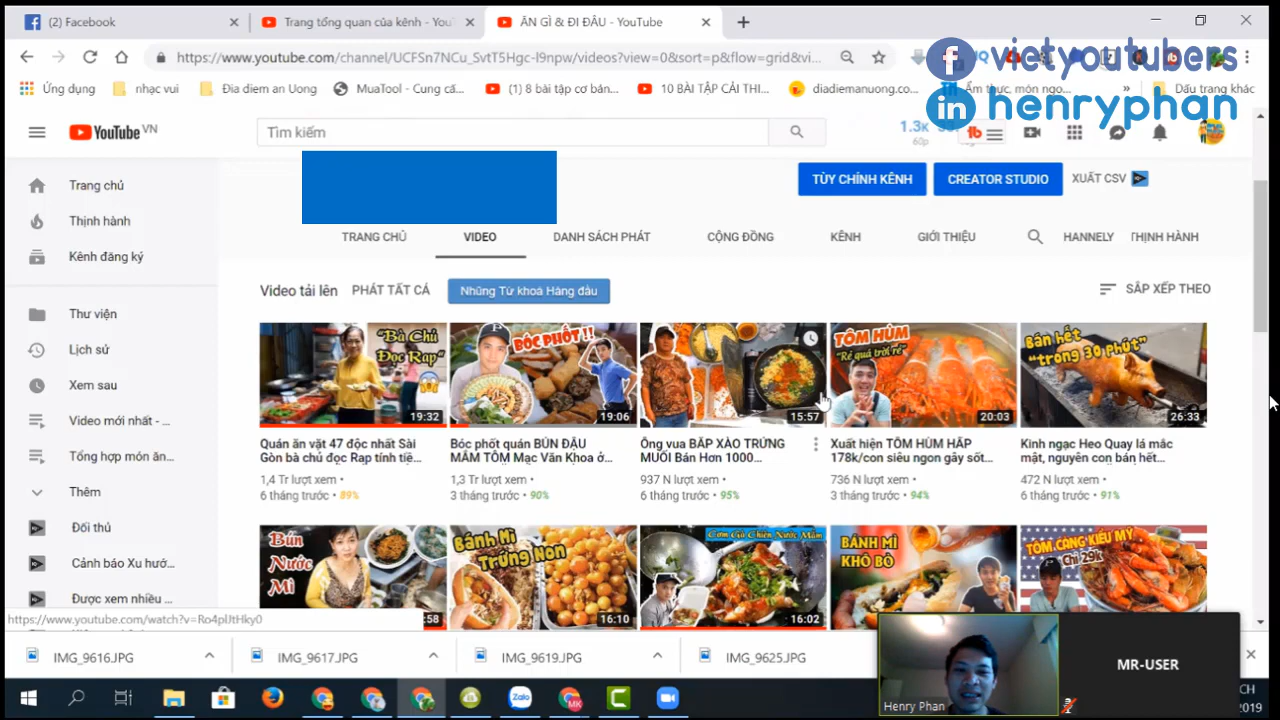 (2) Facebook
Trang tổng quan của kênh - You
ĂN GÌ & ĐI ĐÂU - YouTube
https://www.youtube.com/channel/UCFSn7NCu_SvtT5Hgc-l9npw/videos?view=0&sort=p&flow=grid&vi...
vietyoutubers
Ứng dụng
nhạc vui
Địa diem an Uong
MuaTool - Cung cấ...
(1) 8 bài tập cơ bản...
10 BÀI TẬP CẢI THI...
diadiemanuong.co...
Ẩm thực, món ngo...
»
Dấu trang khác
henryphan
YouTube VN
Tìm kiếm
1.3K
60p
Trang chủ
TÙY CHỈNH KÊNH
CREATOR STUDIO
XUẤT CSV
Thịnh hành
TRANG CHỦ
VIDEO
DANH SÁCH PHÁT
CỘNG ĐỒNG
KÊNH
GIỚI THIỆU
HANNELY
THỊNH HÀNH
Kênh đăng ký
Video tải lên
PHÁT TẤT CẢ
Những Từ khoá Hàng đầu
SẮP XẾP THEO
Thư viện
Lịch sử
Xem sau
Video mới nhất - ...
Tổng hợp món ăn...
Thêm
Đối thủ
Cảnh báo Xu hướ...
Được xem nhiều ...
"Bà Chủ
Đọc Rap"
19:32
BÓC PHỐT !!
19:06
15:57
TÔM HÙM
"Rẻ quá trời rẻ"
20:03
Bán hết
"trong 30 phút"
26:33
Quán ăn vặt 47 độc nhất Sài
Gòn bà chủ đọc Rap tính tiề...
1,4 Tr lượt xem •
6 tháng trước • 89%
Bóc phốt quán BÚN ĐẬU
MẮM TÔM Mạc Văn Khoa ở...
1,3 Tr lượt xem •
3 tháng trước • 90%
Ông vua BẮP XÀO TRỨNG
MUỐI Bán Hơn 1000...
937 N lượt xem •
6 tháng trước • 95%
Xuất hiện TÔM HÙM HẤP
178k/con siêu ngon gây sốt...
736 N lượt xem •
3 tháng trước • 94%
Kinh ngạc Heo Quay lá mác
mật, nguyên con bán hết...
472 N lượt xem •
6 tháng trước • 91%
Bún
Nước
Mì
:58
Bánh Mì
Trứng Non
16:10
Cơm Gà Chiên Nước Mắm
16:02
BÁNH MÌ
KHÔ BÒ
TÔM CÀNG KIỂU MỸ
Chỉ 29k
https://www.youtube.com/watch?v=Ro4plJtHky0
IMG_9616.JPG
IMG_9617.JPG
IMG_9619.JPG
IMG_9625.JPG
Henry Phan
MR-USER
Zalo
MK
CH
2019